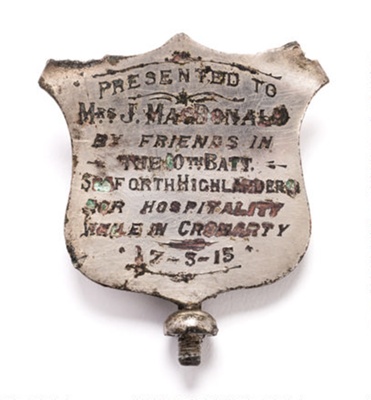 PRESENTED TO
MRS J. MACDONALD
BY FRIENDS IN
THE 10TH BATT.
SEAFORTH HIGHLANDERS
FOR HOSPITALITY
WHILE IN CROMARTY
17-3-15